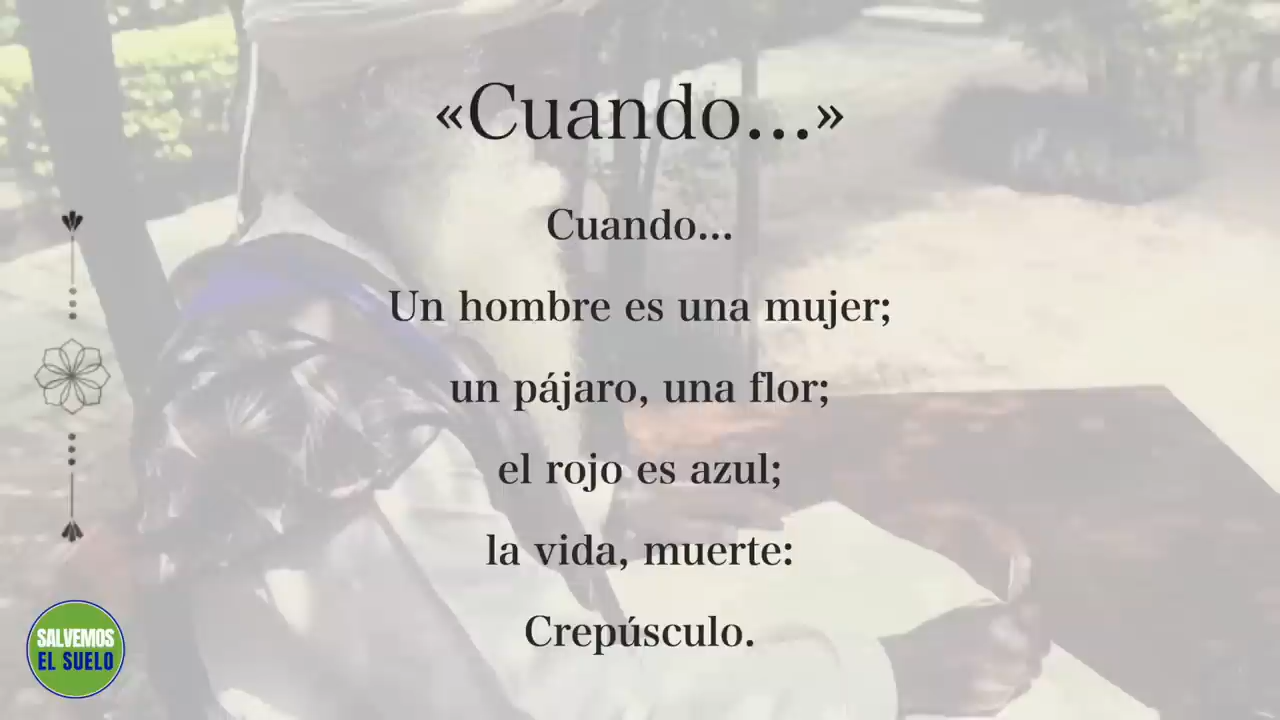 «Cuando...»
Cuando...
Un hombre es una mujer;
un pájaro, una flor;
el rojo es azul;
la vida, muerte:
Crepúsculo.
SALVEMOS
EL SUELO